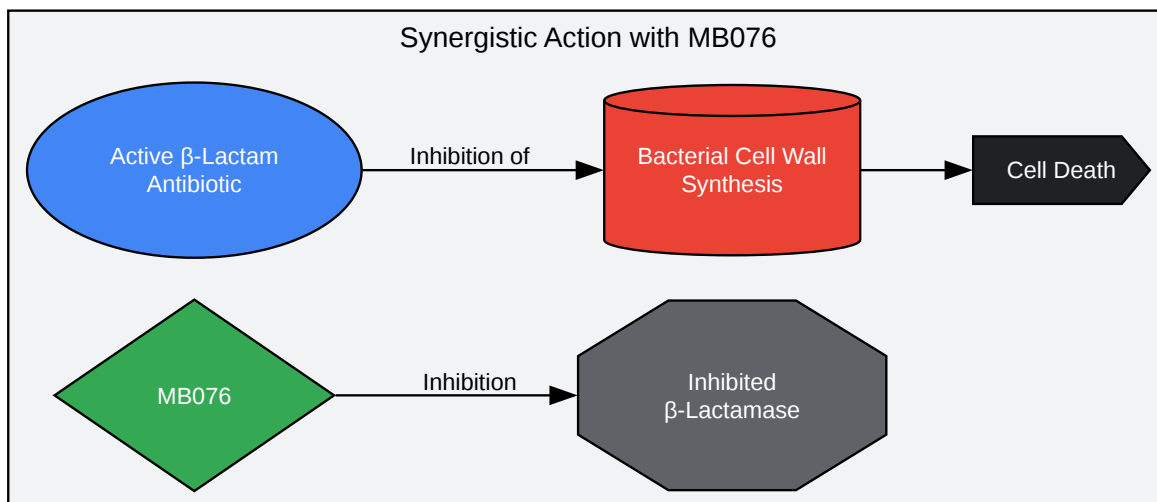 Synergistic Action with MB076
Active β-Lactam
Antibiotic
Inhibition of
Bacterial Cell Wall
Synthesis
Cell Death
MB076
Inhibition
Inhibited
β-Lactamase